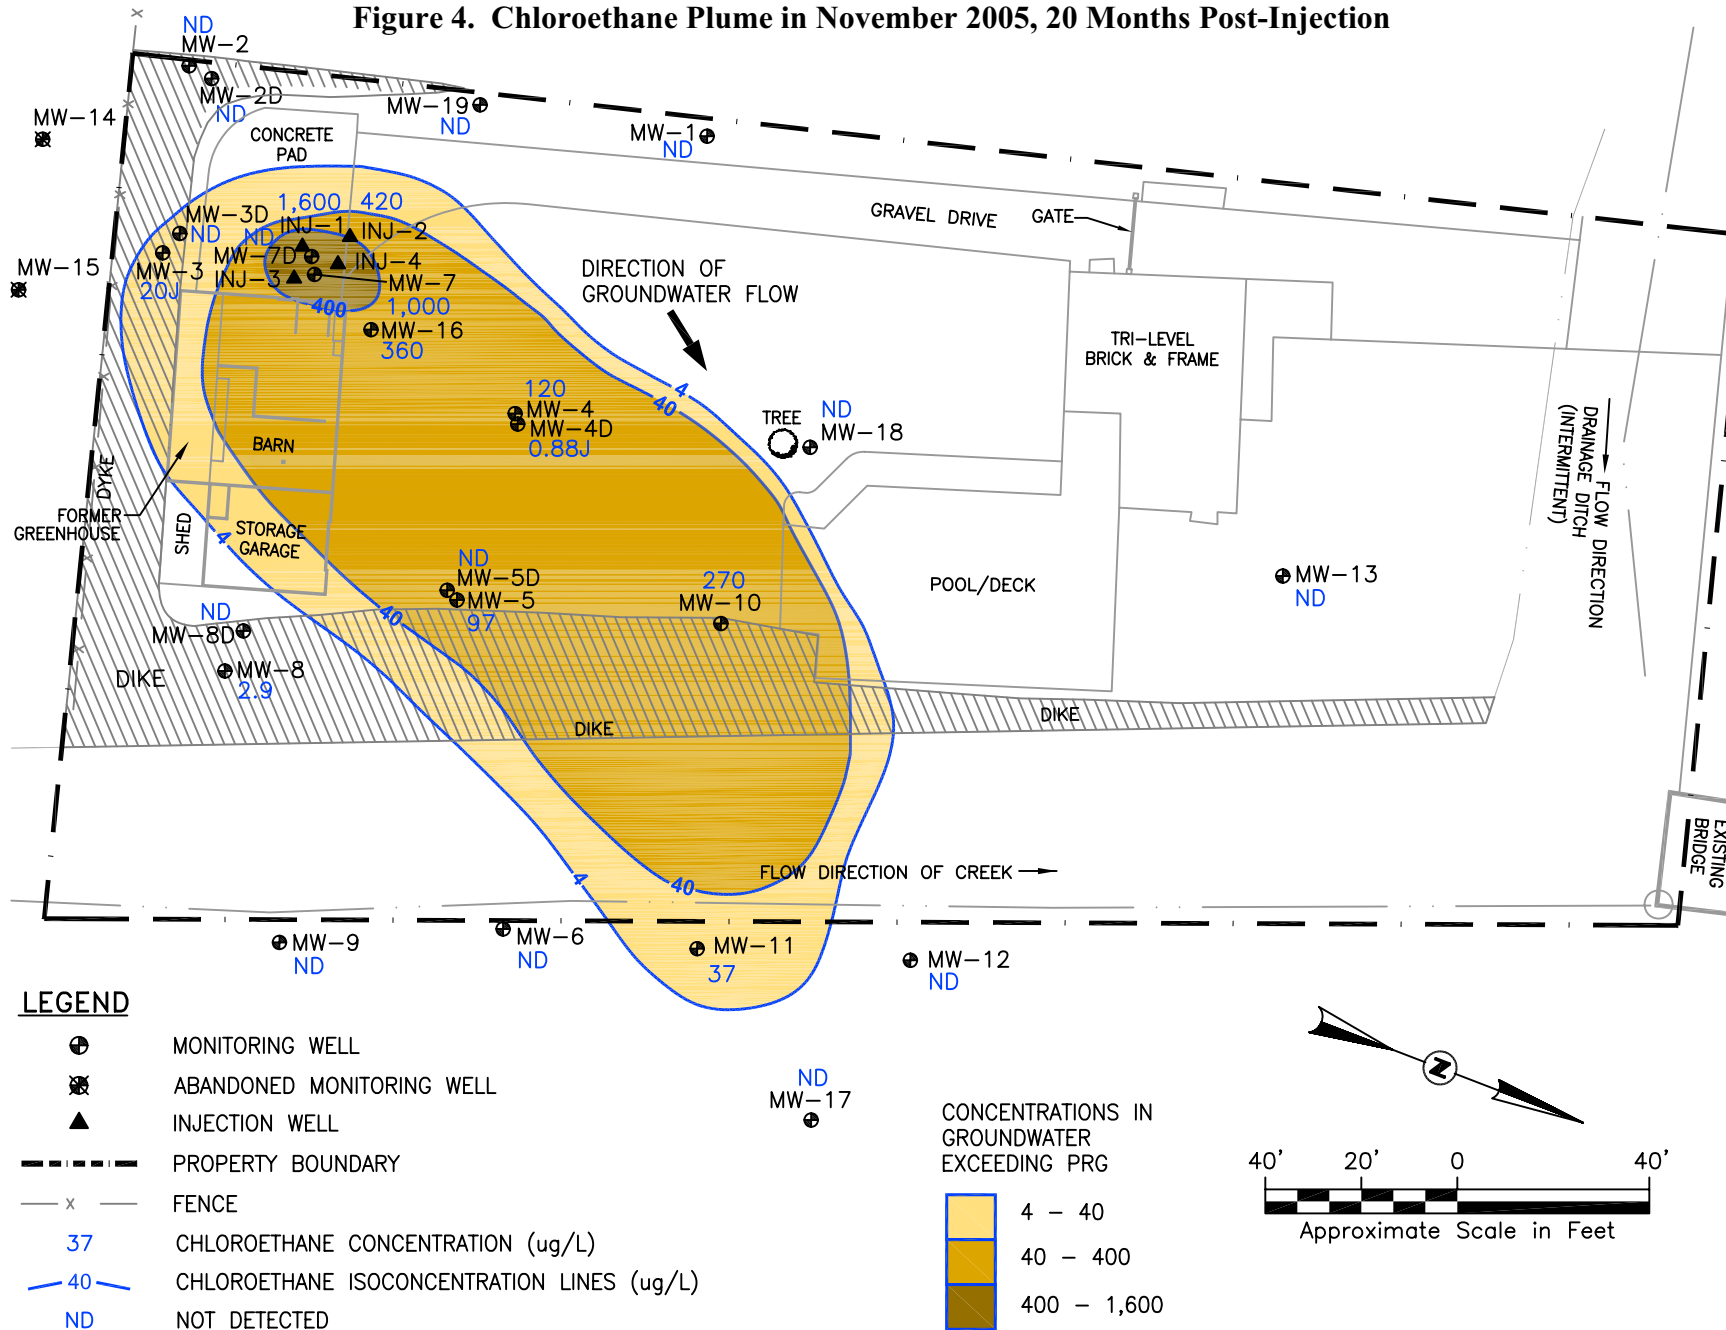 Figure 4.  Chloroethane Plume in November 2005, 20 Months Post-Injection
ND
MW-2
MW-2D
ND
MW-19
ND
MW-1
ND
MW-14
CONCRETE
PAD
MW-15
MW-3D
ND
MW-3
20J
1,600
420
ND
INJ-1
INJ-2
MW-7D
INJ-4
INJ-3
MW-7
400
1,000
MW-16
360
DIRECTION OF
GROUNDWATER FLOW
GRAVEL DRIVE
GATE
TRI-LEVEL
BRICK & FRAME
4
40
120
MW-4
MW-4D
0.88J
TREE
ND
MW-18
BARN
DYKE
FORMER
GREENHOUSE
SHED
STORAGE
GARAGE
4
FLOW DIRECTION
DRAINAGE DITCH
(INTERMITTENT)
ND
MW-5D
MW-5
97
40
270
MW-10
POOL/DECK
MW-13
ND
ND
MW-8D
MW-8
2.9
DIKE
DIKE
DIKE
EXISTING
BRIDGE
4
40
FLOW DIRECTION OF CREEK
MW-9
ND
MW-6
ND
MW-11
37
MW-12
ND
ND
MW-17
LEGEND
MONITORING WELL
ABANDONED MONITORING WELL
INJECTION WELL
PROPERTY BOUNDARY
x FENCE
37 CHLOROETHANE CONCENTRATION (ug/L)
40 CHLOROETHANE ISOCONCENTRATION LINES (ug/L)
ND NOT DETECTED
CONCENTRATIONS IN
GROUNDWATER
EXCEEDING PRG
4 - 40
40 - 400
400 - 1,600
N
40' 20' 0 40'
Approximate Scale in Feet